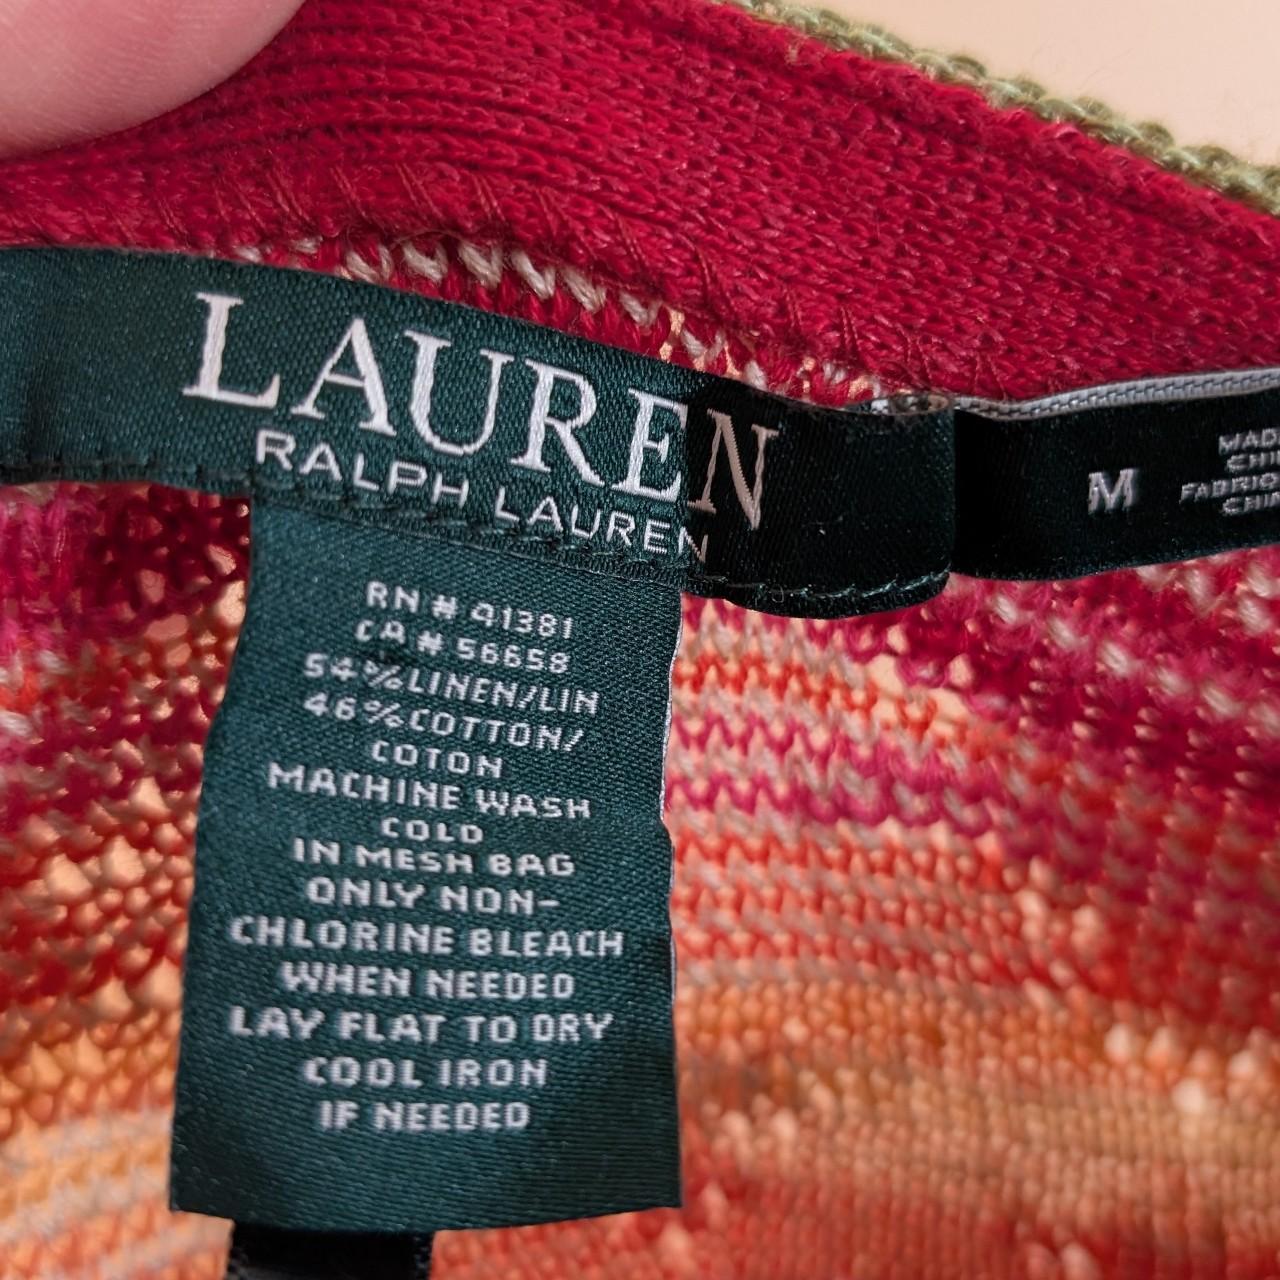 LAUREN
RALPH LAUREN
M
RN # 41381
CA # 56658
54%LINEN/LIN
46%COTTON/
COTON
MACHINE WASH
COLD
IN MESH BAG
ONLY NON-
CHLORINE BLEACH
WHEN NEEDED
LAY FLAT TO DRY
COOL IRON
IF NEEDED